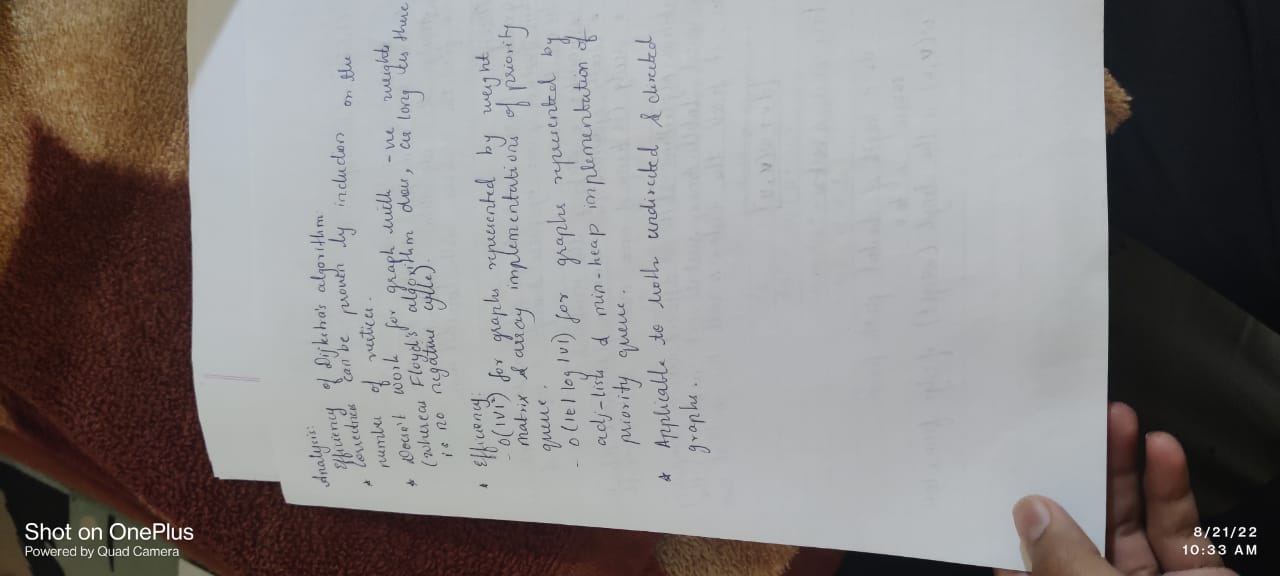 Analysis:
Efficiency of Dijkstra's algorithm
* Correctness can be proven by induction on the
number of vertices.
* Doesn't work for graph with -ve weights
(whereas Floyd's algorithm does, as long as there
is no negative cycle).
* Efficiency:
- O(|V|²) for graphs represented by weight
matrix & array implementations of priority
queue.
- O(|E| log |V|) for graphs represented by
adj-lists & min-heap implementation of
priority queue.
* Applicable to both undirected & directed
graphs.
Shot on OnePlus
Powered by Quad Camera
8/21/22
10:33 AM